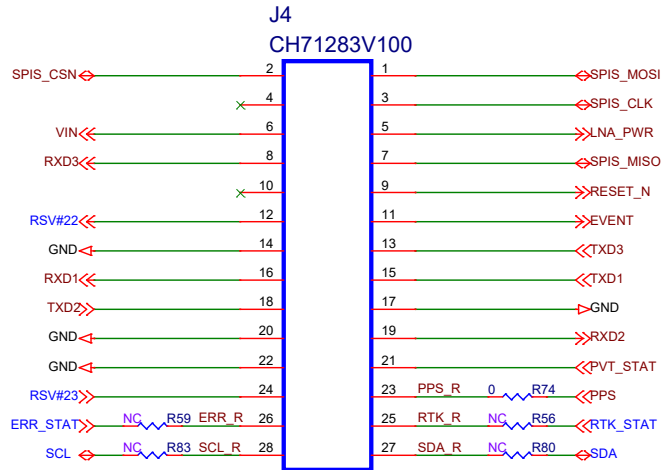 J4
CH71283V100
SPIS_CSN 2 1 SPIS_MOSI
4 3 SPIS_CLK
VIN 6 5 LNA_PWR
RXD3 8 7 SPIS_MISO
10 9 RESET_N
RSV#22 12 11 EVENT
GND 14 13 TXD3
RXD1 16 15 TXD1
TXD2 18 17 GND
GND 20 19 RXD2
GND 22 21 PVT_STAT
RSV#23 24 23 PPS_R 0 R74 PPS
ERR_STAT NC R59 ERR_R 26 25 RTK_R NC R56 RTK_STAT
SCL NC R83 SCL_R 28 27 SDA_R NC R80 SDA